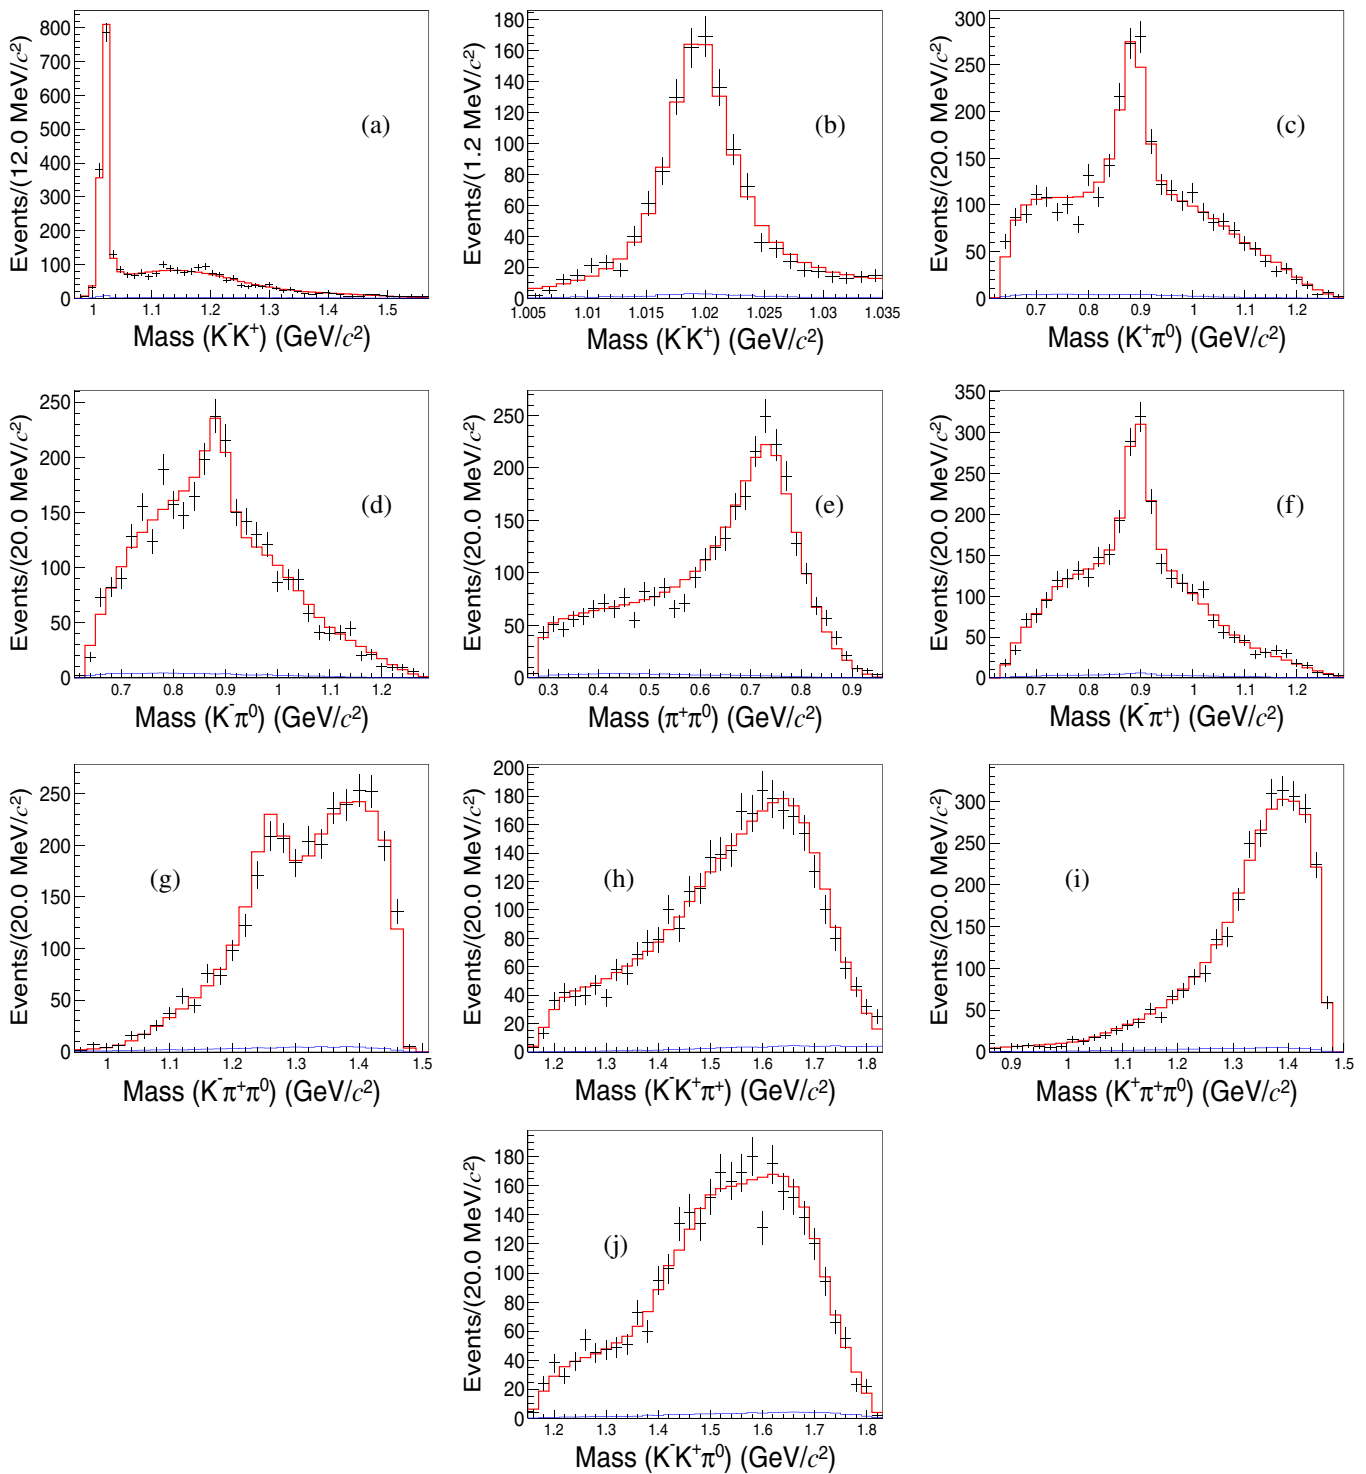 Events/(12.0 MeV/c²)
800
700
600
500
400
300
200
100
0
(a)
1 1.1 1.2 1.3 1.4 1.5
Mass (K⁻K⁺) (GeV/c²)
Events/(1.2 MeV/c²)
180
160
140
120
100
80
60
40
20
0
(b)
1.005 1.01 1.015 1.02 1.025 1.03 1.035
Mass (K⁻K⁺) (GeV/c²)
Events/(20.0 MeV/c²)
300
250
200
150
100
50
0
(c)
0.7 0.8 0.9 1 1.1 1.2
Mass (K⁺π⁰) (GeV/c²)
Events/(20.0 MeV/c²)
250
200
150
100
50
0
(d)
0.7 0.8 0.9 1 1.1 1.2
Mass (K⁻π⁰) (GeV/c²)
Events/(20.0 MeV/c²)
250
200
150
100
50
0
(e)
0.3 0.4 0.5 0.6 0.7 0.8 0.9
Mass (π⁺π⁰) (GeV/c²)
Events/(20.0 MeV/c²)
350
300
250
200
150
100
50
0
(f)
0.7 0.8 0.9 1 1.1 1.2
Mass (K⁻π⁺) (GeV/c²)
Events/(20.0 MeV/c²)
250
200
150
100
50
0
(g)
1 1.1 1.2 1.3 1.4 1.5
Mass (K⁻π⁺π⁰) (GeV/c²)
Events/(20.0 MeV/c²)
200
180
160
140
120
100
80
60
40
20
0
(h)
1.2 1.3 1.4 1.5 1.6 1.7 1.8
Mass (K⁻K⁺π⁺) (GeV/c²)
Events/(20.0 MeV/c²)
300
250
200
150
100
50
0
(i)
0.9 1 1.1 1.2 1.3 1.4 1.5
Mass (K⁺π⁺π⁰) (GeV/c²)
Events/(20.0 MeV/c²)
180
160
140
120
100
80
60
40
20
0
(j)
1.2 1.3 1.4 1.5 1.6 1.7 1.8
Mass (K⁻K⁺π⁰) (GeV/c²)